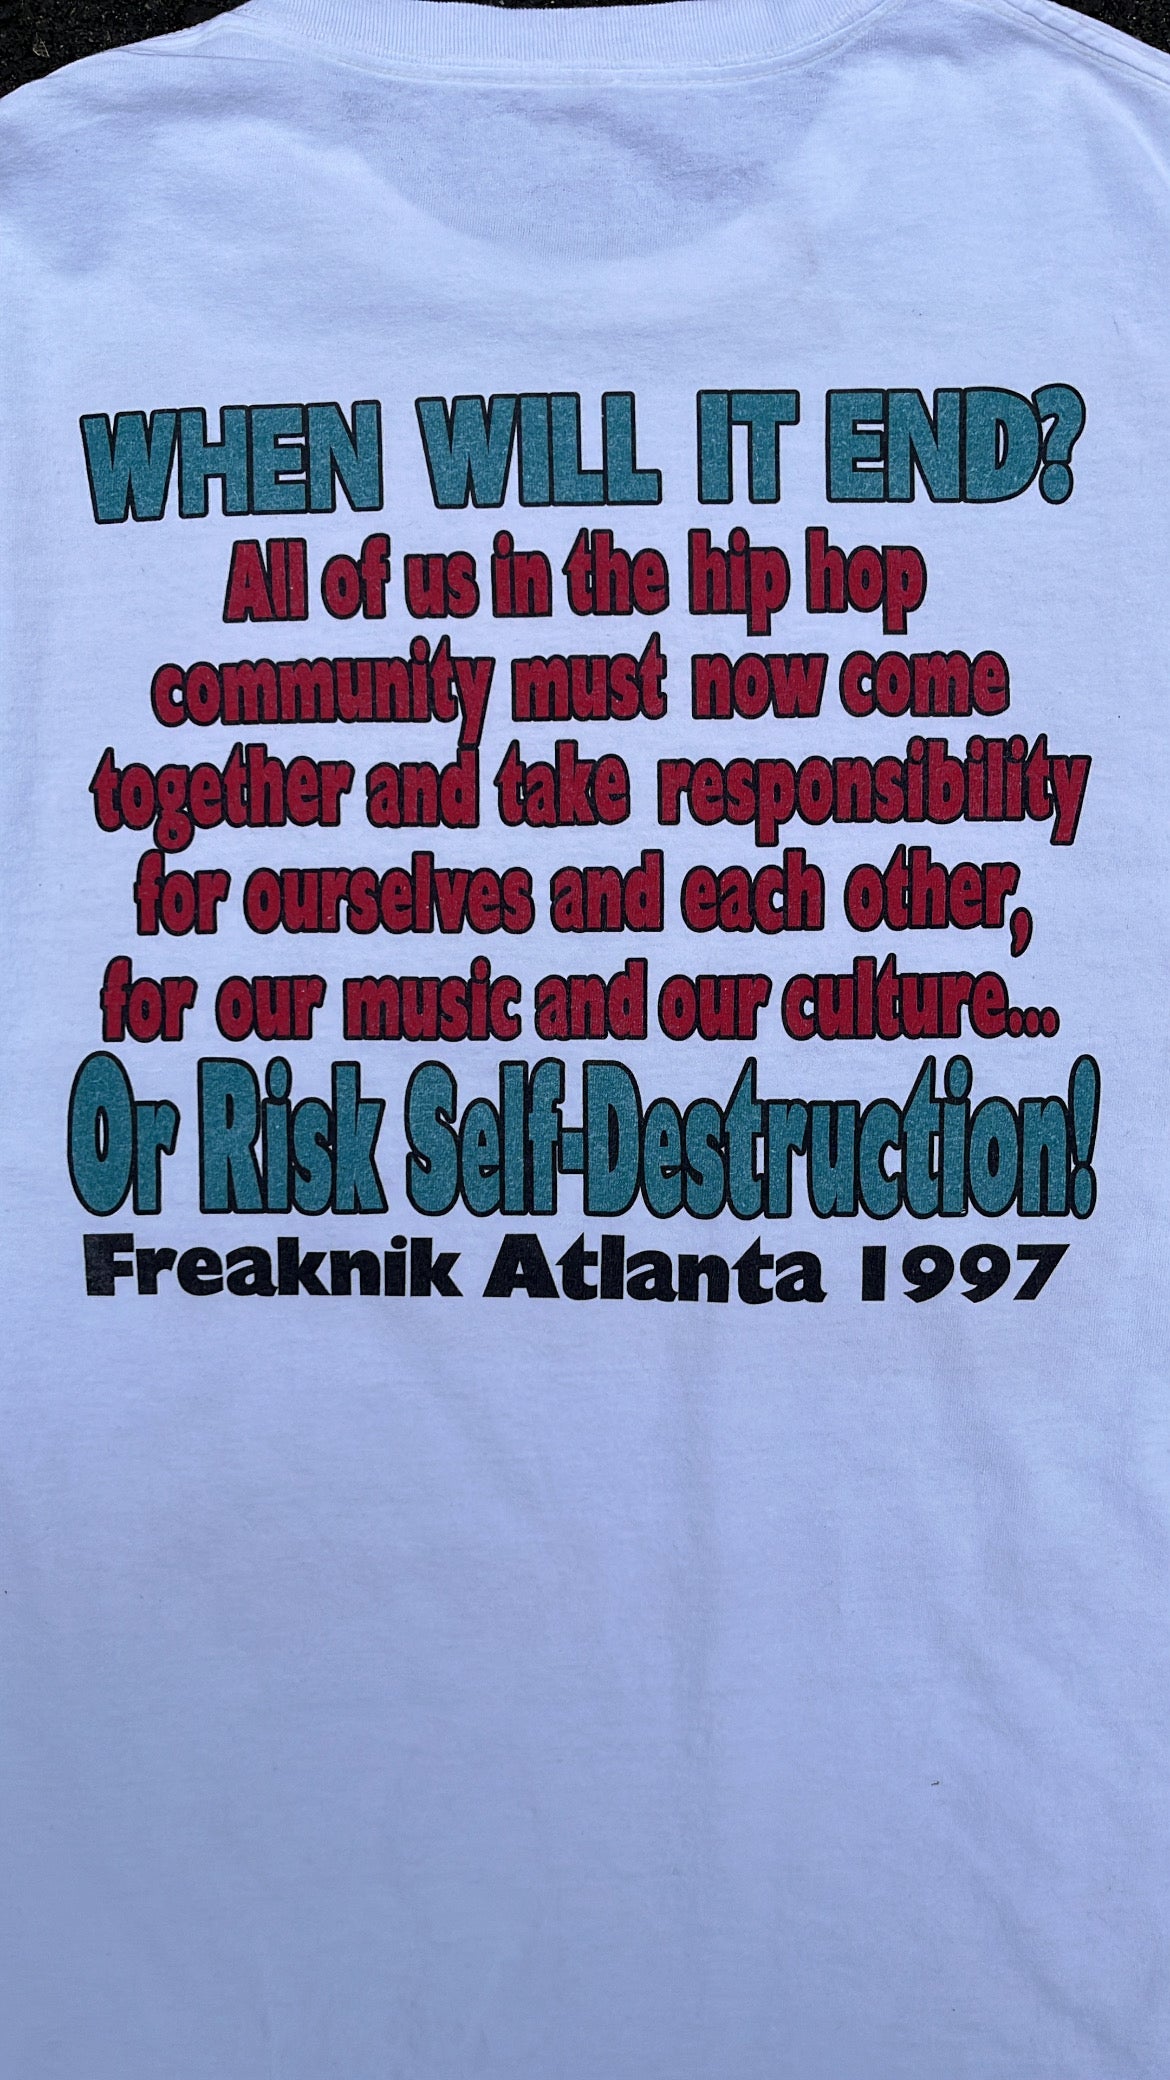 WHEN WILL IT END?
All of us in the hip hop
community must now come
together and take responsibility
for ourselves and each other,
for our music and our culture...
Or Risk Self-Destruction!
Freaknik Atlanta 1997